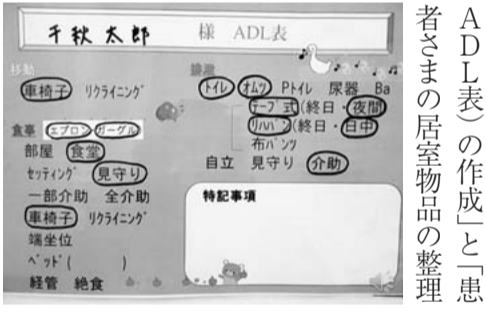 ADL表)の作成」と「患
者さまの居室物品の整理
千秋 太郎 様 ADL表
移動
車椅子 リクライニング
食事 エプロン ガーグル
部屋 食堂
セッティング 見守り
一部介助 全介助
車椅子 リクライニング
端坐位
ベッド( )
経管 絶食
排泄
トイレ オムツ Pトイレ 尿器 Ba
テープ式(終日・夜間)
リハパン(終日・日中)
布パンツ
自立 見守り 介助
特記事項